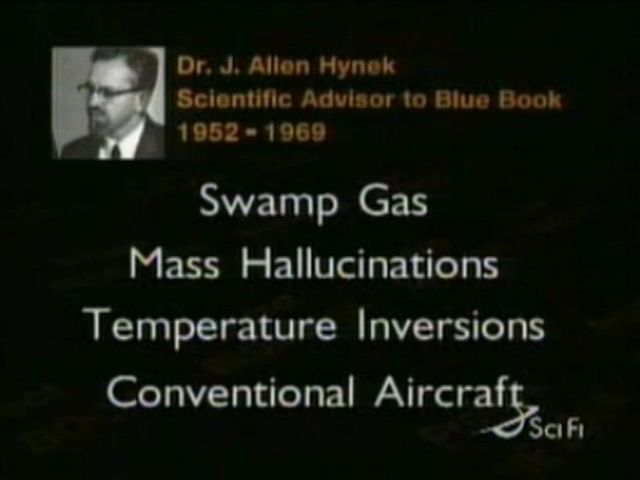 Dr. J. Allen Hynek
Scientific Advisor to Blue Book
1952 - 1969
Swamp Gas
Mass Hallucinations
Temperature Inversions
Conventional Aircraft
SCI FI